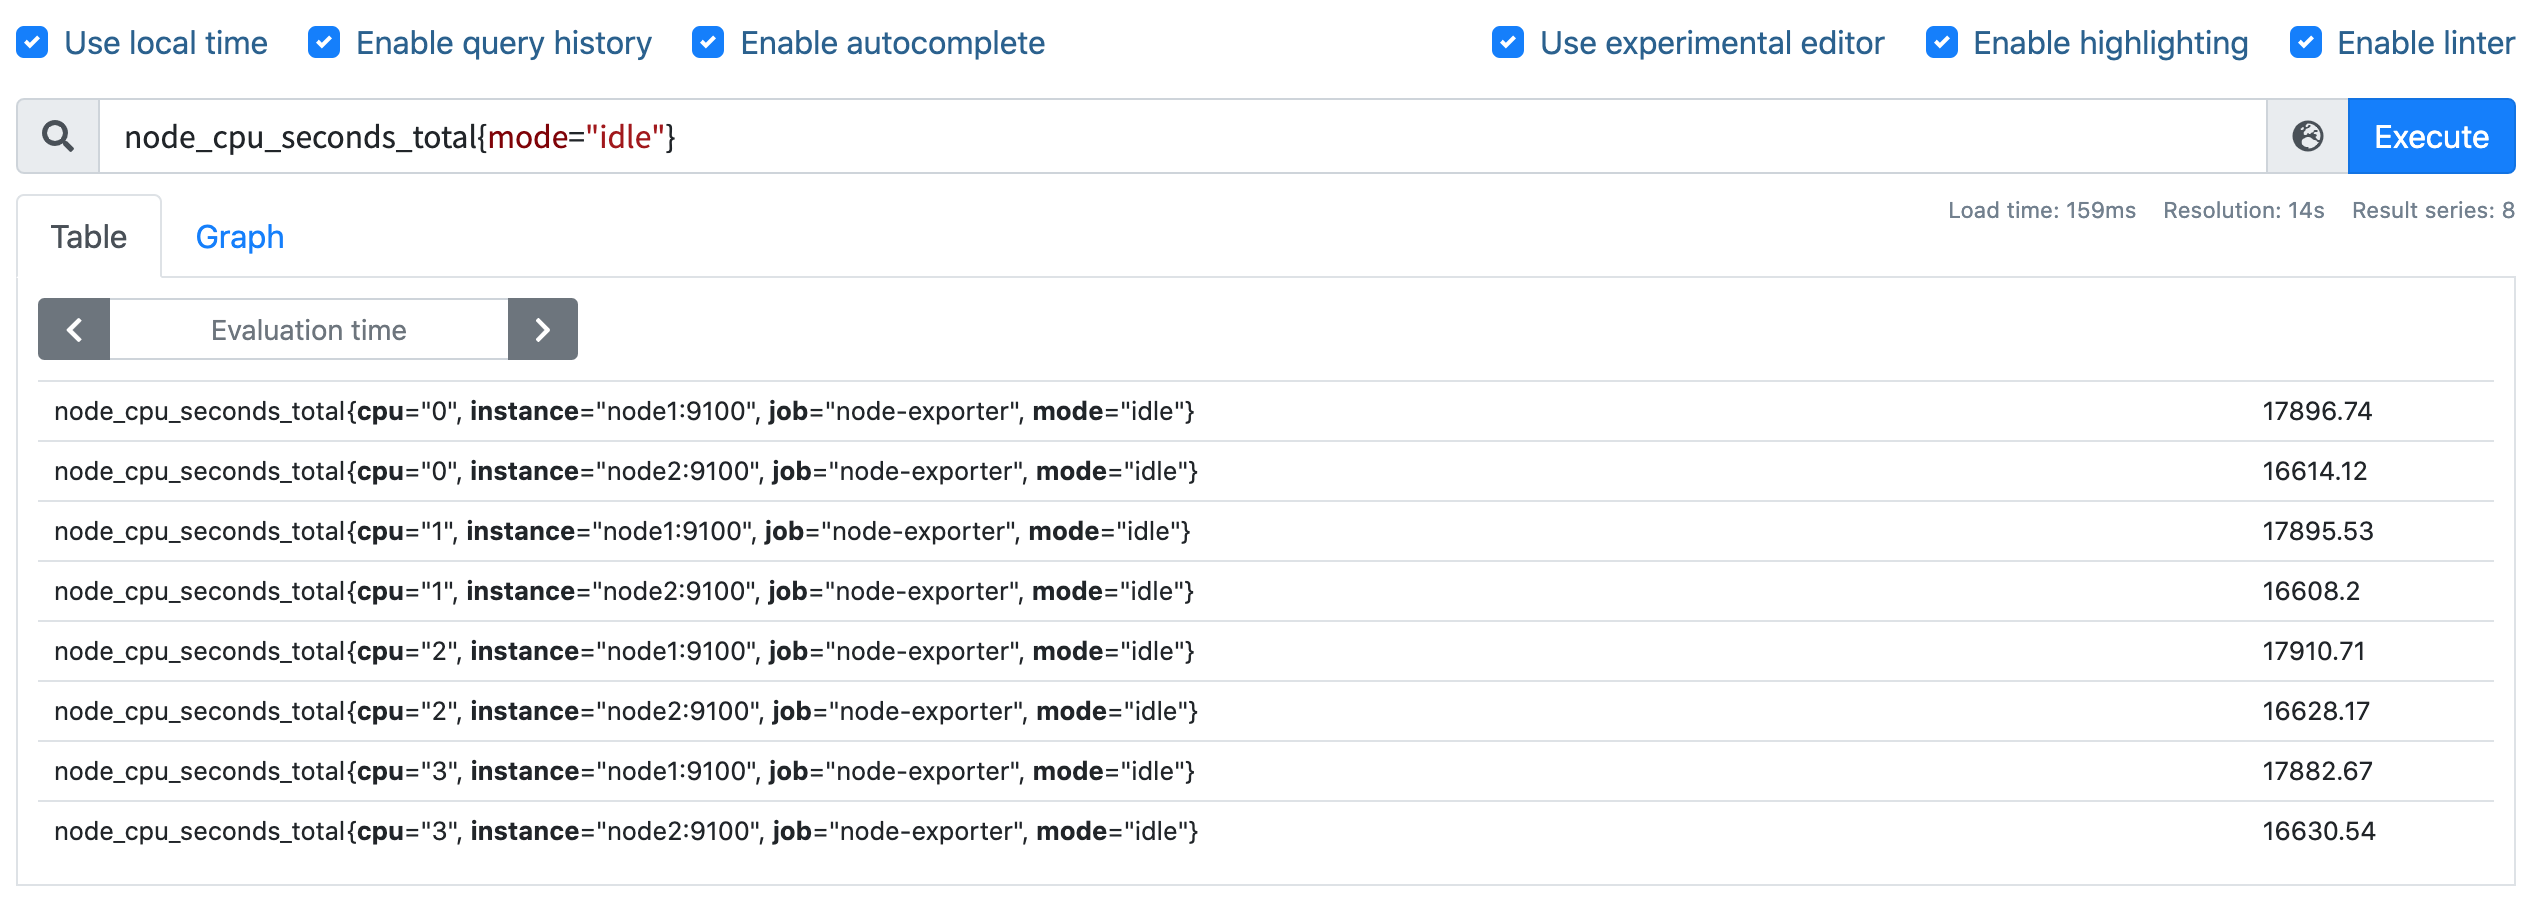 Use local time Enable query history Enable autocomplete Use experimental editor Enable highlighting Enable linter
node_cpu_seconds_total{mode="idle"} Execute
Load time: 159ms Resolution: 14s Result series: 8
Table Graph
Evaluation time
node_cpu_seconds_total{cpu="0", instance="node1:9100", job="node-exporter", mode="idle"} 17896.74
node_cpu_seconds_total{cpu="0", instance="node2:9100", job="node-exporter", mode="idle"} 16614.12
node_cpu_seconds_total{cpu="1", instance="node1:9100", job="node-exporter", mode="idle"} 17895.53
node_cpu_seconds_total{cpu="1", instance="node2:9100", job="node-exporter", mode="idle"} 16608.2
node_cpu_seconds_total{cpu="2", instance="node1:9100", job="node-exporter", mode="idle"} 17910.71
node_cpu_seconds_total{cpu="2", instance="node2:9100", job="node-exporter", mode="idle"} 16628.17
node_cpu_seconds_total{cpu="3", instance="node1:9100", job="node-exporter", mode="idle"} 17882.67
node_cpu_seconds_total{cpu="3", instance="node2:9100", job="node-exporter", mode="idle"} 16630.54